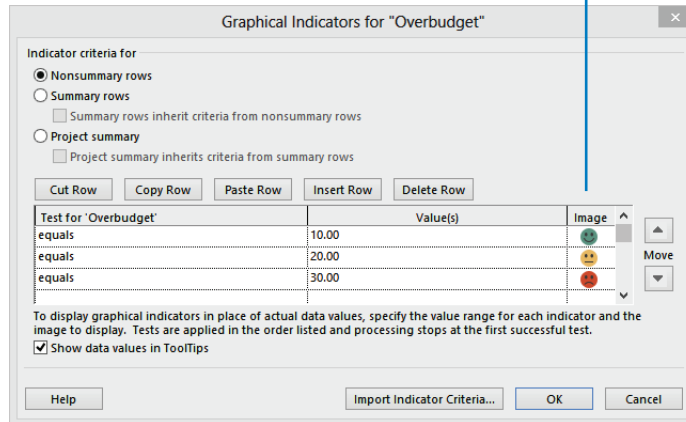 Graphical Indicators for "Overbudget"
Indicator criteria for
Nonsummary rows
Summary rows
Summary rows inherit criteria from nonsummary rows
Project summary
Project summary inherits criteria from summary rows
Cut Row Copy Row Paste Row Insert Row Delete Row
Test for 'Overbudget' Value(s) Image
equals 10.00
equals 20.00
Move
equals 30.00
To display graphical indicators in place of actual data values, specify the value range for each indicator and the
image to display. Tests are applied in the order listed and processing stops at the first successful test.
Show data values in ToolTips
Help Import Indicator Criteria... OK Cancel